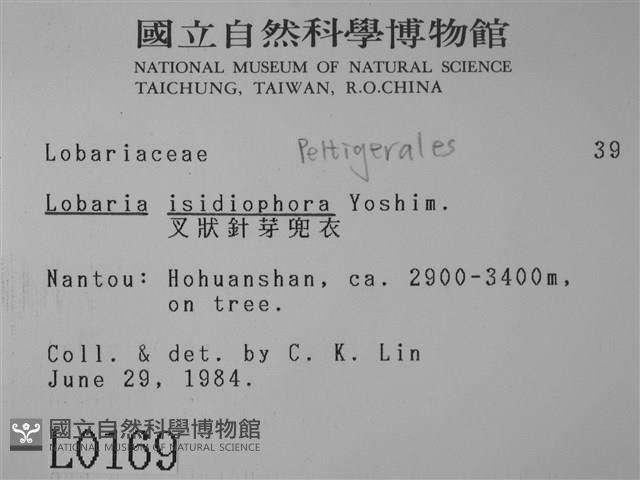 國立自然科學博物館
NATIONAL MUSEUM OF NATURAL SCIENCE
TAICHUNG, TAIWAN, R.O.CHINA
Lobariaceae Peltigerales 39
Lobaria isidiophora Yoshim.
叉狀針芽兜衣
Nantou: Hohuanshan, ca. 2900-3400m,
on tree.
Coll. & det. by C. K. Lin
June 29, 1984.
國立自然科學博物館
NATIONAL MUSEUM OF NATURAL SCIENCE
L0169